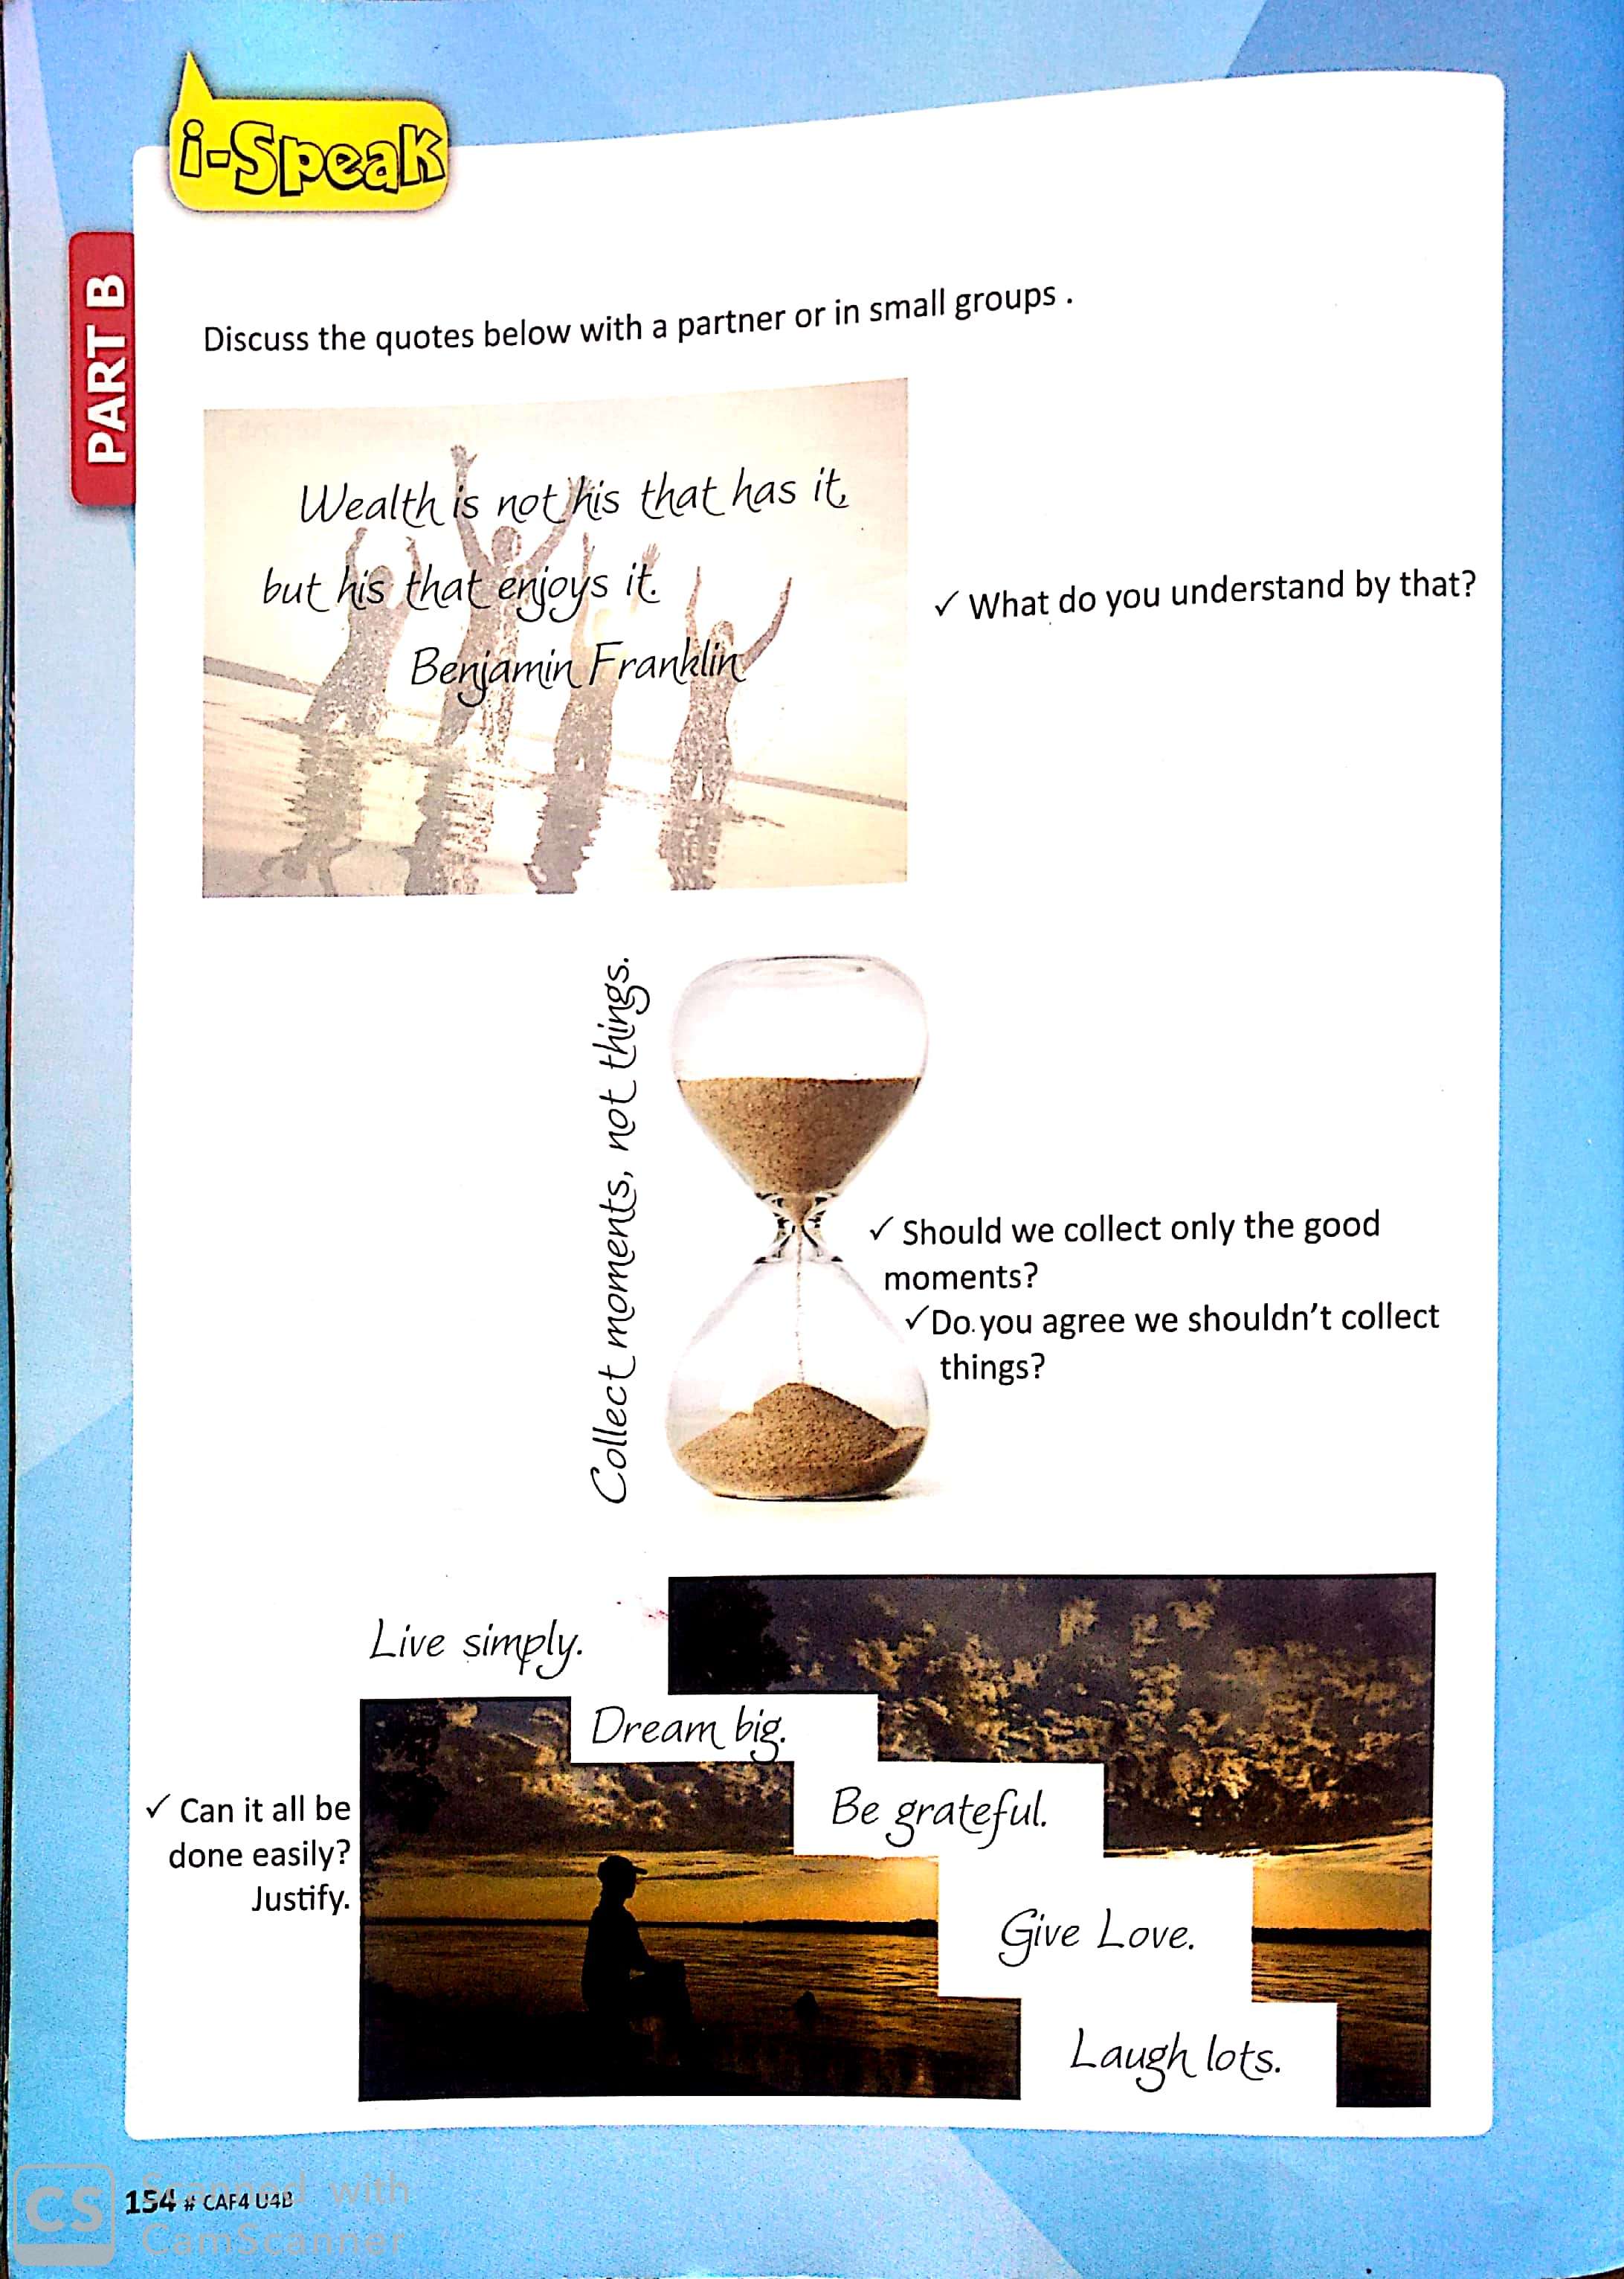 i-Speak
PART B
Discuss the quotes below with a partner or in small groups .
Wealth is not his that has it,
but his that enjoys it.
Benjamin Franklin
✓ What do you understand by that?
Collect moments, not things.
✓ Should we collect only the good
moments?
✓ Do you agree we shouldn't collect
things?
Live simply.
Dream big.
Be grateful.
Give Love.
Laugh lots.
✓ Can it all be
done easily?
Justify.
154 # CAF4 U4B
CS
Scanned with
CamScanner